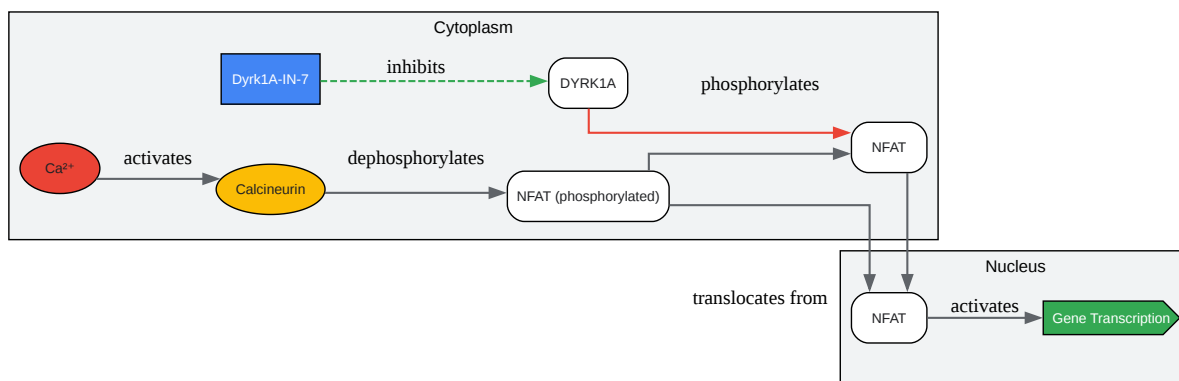 Cytoplasm
Dyrk1A-IN-7
inhibits
DYRK1A
phosphorylates
Ca²⁺
activates
Calcineurin
dephosphorylates
NFAT (phosphorylated)
NFAT
Nucleus
translocates from
NFAT
activates
Gene Transcription